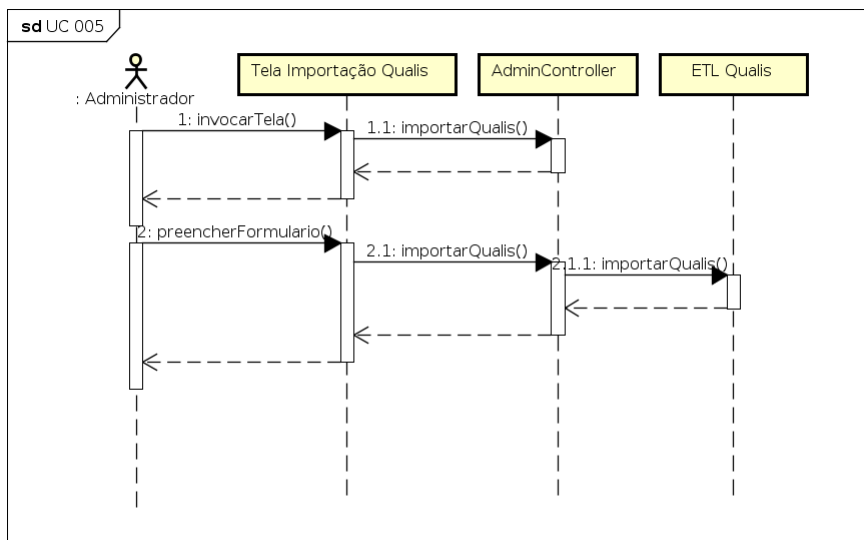 sd UC 005
Tela Importação Qualis
AdminController
ETL Qualis
: Administrador
1: invocarTela()
1.1: importarQualis()
2: preencherFormulario()
2.1: importarQualis()
2.1.1: importarQualis()